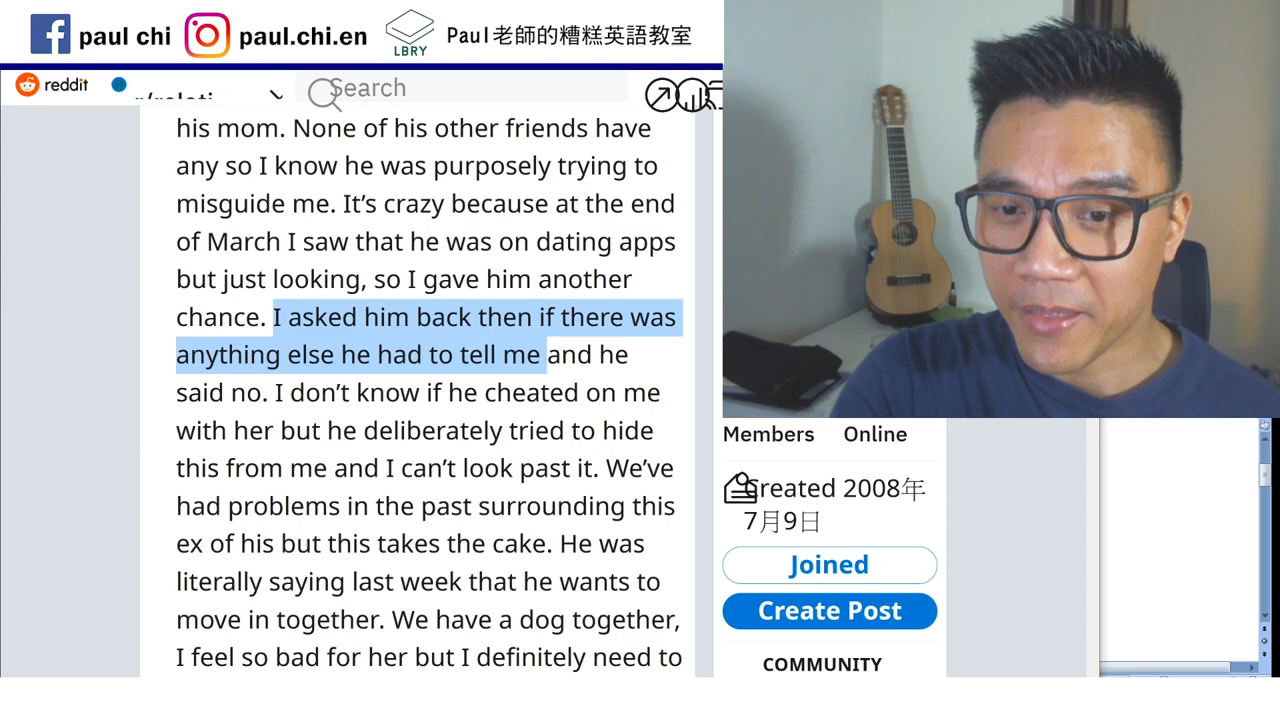 paul chi
paul.chi.en
LBRY
Paul老師的糟糕英語教室
reddit
Search
his mom. None of his other friends have
any so I know he was purposely trying to
misguide me. It’s crazy because at the end
of March I saw that he was on dating apps
but just looking, so I gave him another
chance. I asked him back then if there was
anything else he had to tell me and he
said no. I don’t know if he cheated on me
with her but he deliberately tried to hide
this from me and I can’t look past it. We’ve
had problems in the past surrounding this
ex of his but this takes the cake. He was
literally saying last week that he wants to
move in together. We have a dog together,
I feel so bad for her but I definitely need to
Members Online
Created 2008年
7月9日
Joined
Create Post
COMMUNITY